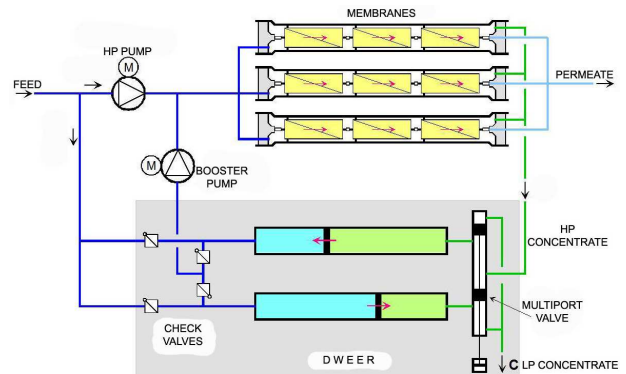 MEMBRANES
HP PUMP
M
FEED
PERMEATE
M
BOOSTER
PUMP
HP
CONCENTRATE
MULTIPORT
VALVE
CHECK
VALVES
DWEER
C LP CONCENTRATE